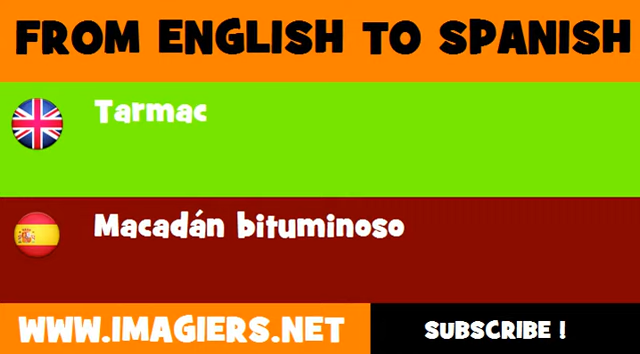 FROM ENGLISH TO SPANISH
Tarmac
Macadán bituminoso
WWW.IMAGIERS.NET
SUBSCRIBE !